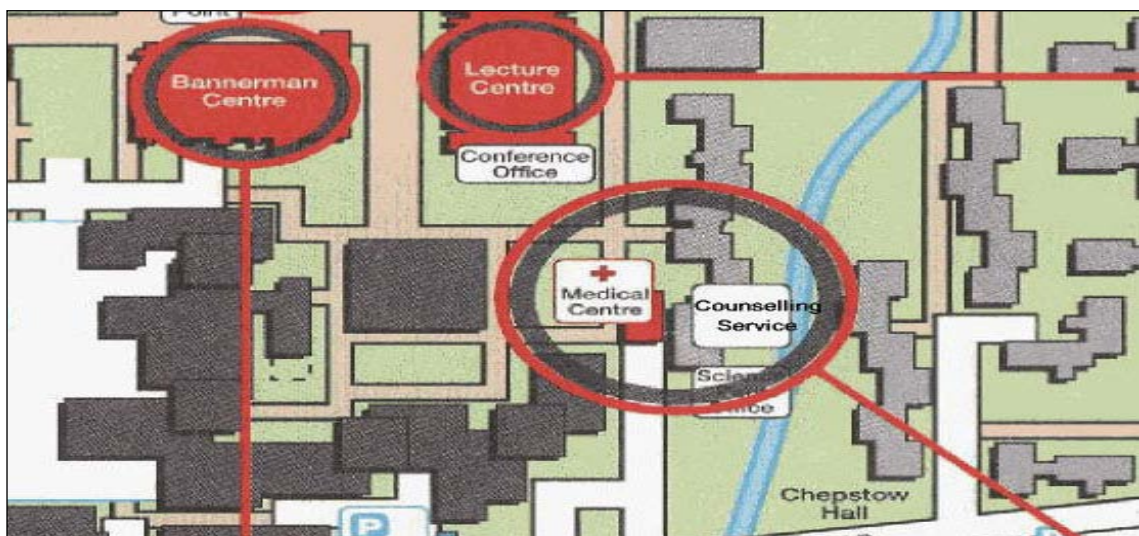 Point
Bannerman
Centre
Lecture
Centre
Conference
Office
Medical
Centre
Counselling
Service
Chepstow
Hall
P